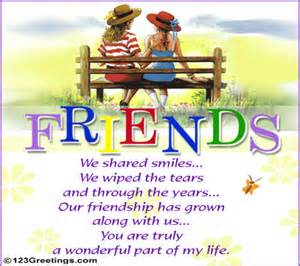 FRIENDS
We shared smiles...
We wiped the tears
and through the years...
Our friendship has grown
along with us...
You are truly
a wonderful part of my life.
©123Greetings.com